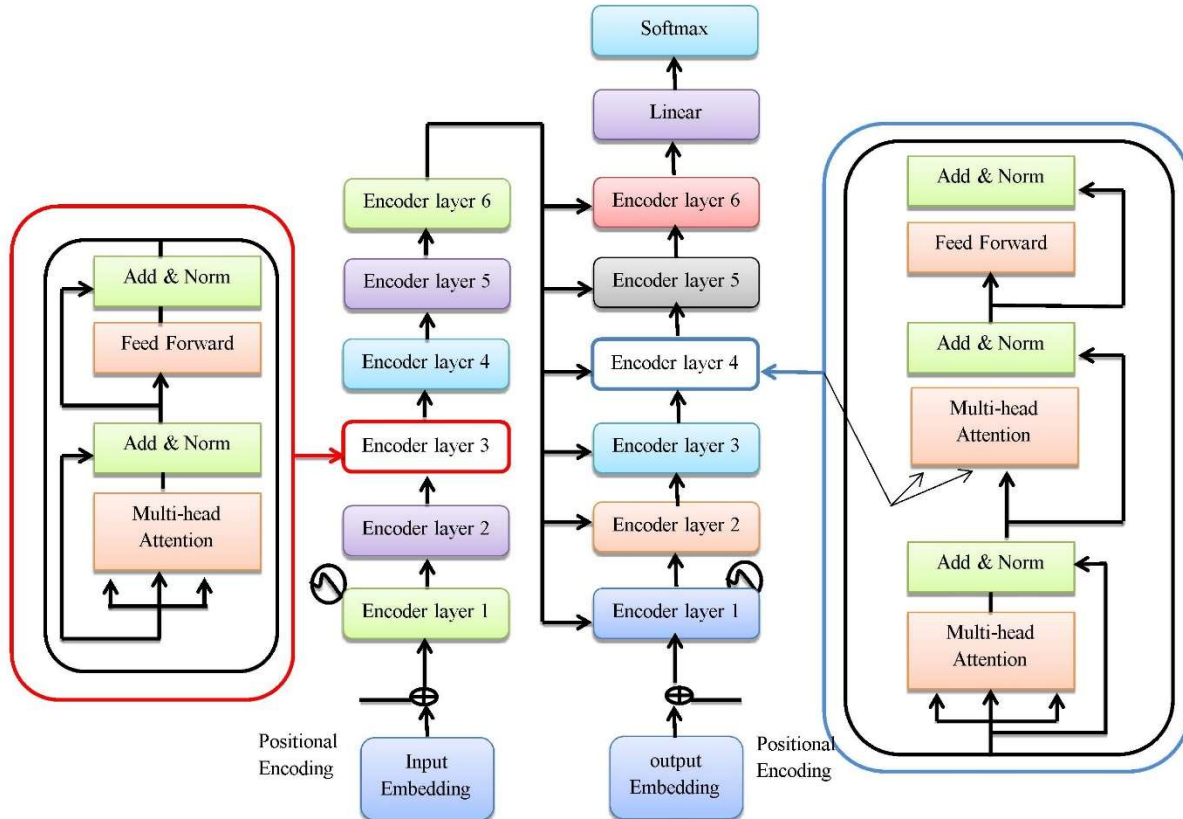 Softmax
Linear
Encoder layer 6
Encoder layer 5
Encoder layer 4
Encoder layer 3
Encoder layer 2
Encoder layer 1
Positional
Encoding
Input
Embedding
Encoder layer 6
Encoder layer 5
Encoder layer 4
Encoder layer 3
Encoder layer 2
Encoder layer 1
output
Embedding
Positional
Encoding
Add & Norm
Feed Forward
Add & Norm
Multi-head
Attention
Add & Norm
Feed Forward
Add & Norm
Multi-head
Attention
Add & Norm
Multi-head
Attention